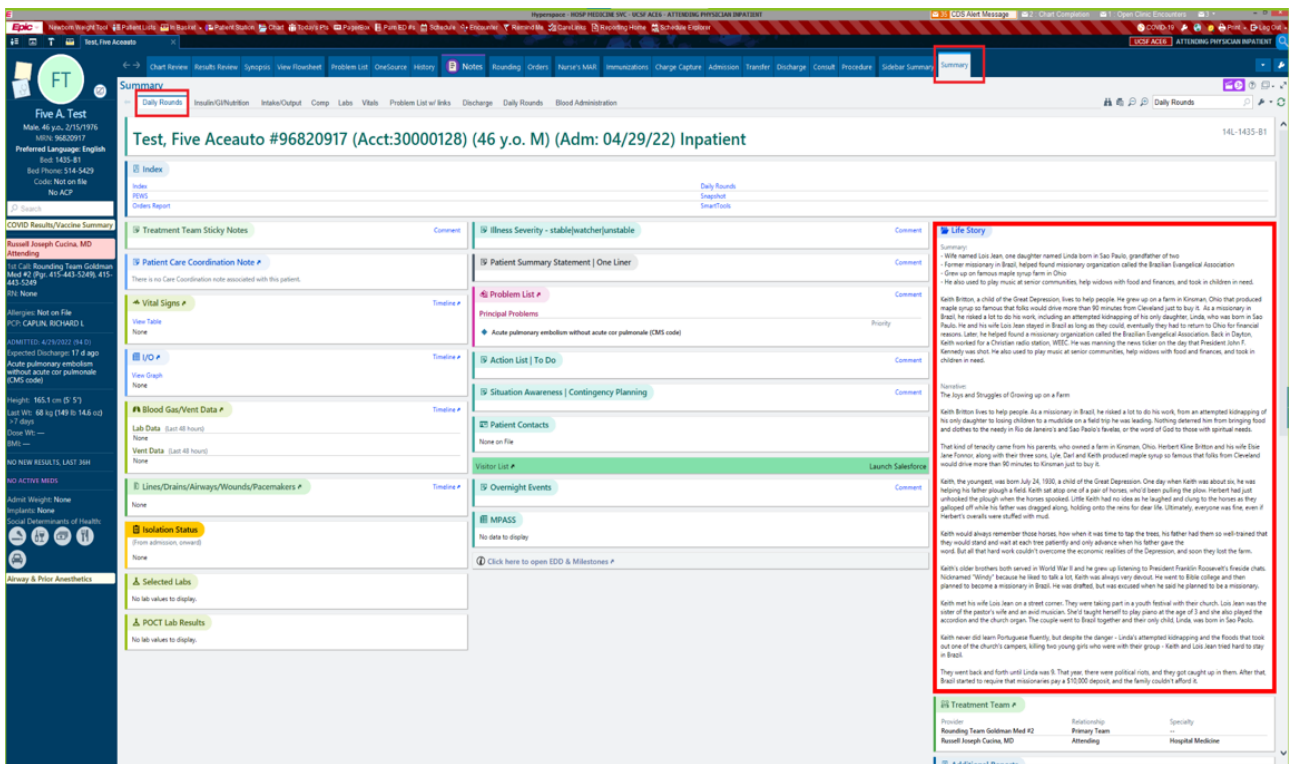 Hyperspace - HOSP MEDICINE SVC - UCSF ACES - ATTENDING PHYSICIAN INPATIENT
35 CDS Alert Message 2 Chart Completion 1 Open Clinic Encounters 3
Epic Newborn Weight Tool Patient Lists In Basket Patient Station Chart Today's Pts PagerBox Pam ED #s Schedule Encounter Remind Me CareLinks Reporting Home Schedule Explorer COVID-19 Print Log Out
Test, Five Aceauto UCSF ACES ATTENDING PHYSICIAN INPATIENT
Chart Review Results Review Synopsis View Flowsheet Problem List OneSource History Notes Rounding Orders Nurse's MAR Immunizations Charge Capture Admission Transfer Discharge Consult Procedure Sidebar Summary Summary
FT
Five A. Test
Male, 46 y.o., 2/15/1976
MRN: 96820917
Preferred Language: English
Bed: 1435-B1
Bed Phone: 514-5429
Code: Not on file
No ACP
Search
COVID Results/Vaccine Summary
Russell Joseph Cucina, MD
Attending
1st Call: Rounding Team Goldman
Med #2 (Pgr. 415-443-5249), 415-
443-5249
RN: None
Allergies: Not on File
PCP: CAPLIN, RICHARD L
ADMITTED: 4/29/2022 (94 D)
Expected Discharge: 17 d ago
Acute pulmonary embolism
without acute cor pulmonale
(CMS code)
Height: 165.1 cm (5' 5")
Last Wt: 68 kg (149 lb 14.6 oz)
>7 days
Dose Wt: —
BMI: —
NO NEW RESULTS, LAST 36H
NO ACTIVE MEDS
Admit Weight: None
Implants: None
Social Determinants of Health:
Airway & Prior Anesthetics
Summary
Daily Rounds Insulin/GI/Nutrition Intake/Output Comp Labs Vitals Problem List w/ links Discharge Daily Rounds Blood Administration
Daily Rounds
Test, Five Aceauto #96820917 (Acct:30000128) (46 y.o. M) (Adm: 04/29/22) Inpatient
14L-1435-B1
Index
Index Daily Rounds
PEWS Snapshot
Orders Report SmartTools
Treatment Team Sticky Notes Comment
Patient Care Coordination Note
There is no Care Coordination note associated with this patient.
Vital Signs Timeline
View Table
None
I/O Timeline
View Graph
None
Blood Gas/Vent Data Timeline
Lab Data (Last 48 hours)
None
Vent Data (Last 48 hours)
None
Lines/Drains/Airways/Wounds/Pacemakers Timeline
None
Isolation Status
(From admission, onward)
None
Selected Labs
No lab values to display.
POCT Lab Results
No lab values to display.
Illness Severity - stable|watcher|unstable Comment
Patient Summary Statement | One Liner Comment
Problem List Comment
Principal Problems
Priority
Acute pulmonary embolism without acute cor pulmonale (CMS code)
Action List | To Do Comment
Situation Awareness | Contingency Planning Comment
Patient Contacts
None on File
Visitor List Launch Salesforce
Overnight Events Comment
MPASS
No data to display
Click here to open EDD & Milestones
Life Story
Summary:
- Wife named Lois Jean, one daughter named Linda born in Sao Paulo, grandfather of two
- Former missionary in Brazil, helped found missionary organization called the Brazilian Evangelical Association
- Grew up on famous maple syrup farm in Ohio
- He also used to play music at senior communities, help widows with food and finances, and took in children in need.
Keith Britton, a child of the Great Depression, lives to help people. He grew up on a farm in Kinsman, Ohio that produced
maple syrup so famous that folks would drive more than 90 minutes from Cleveland just to buy it. As a missionary in
Brazil, he risked a lot to do his work, including an attempted kidnapping of his only daughter, Linda, who was born in Sao
Paulo. He and his wife Lois Jean stayed in Brazil as long as they could, eventually they had to return to Ohio for financial
reasons. Later, he helped found a missionary organization called the Brazilian Evangelical Association. Back in Dayton,
Keith worked for a Christian radio station, WEEC. He was manning the news ticker on the day that President John F.
Kennedy was shot. He also used to play music at senior communities, help widows with food and finances, and took in
children in need.
Narrative:
The Joys and Struggles of Growing up on a Farm
Keith Britton lives to help people. As a missionary in Brazil, he risked a lot to do his work, from an attempted kidnapping of
his only daughter to losing children to a mudslide on a field trip he was leading. Nothing deterred him from bringing food
and clothes to the needy in Rio de Janeiro's and Sao Paolo's favelas, or the word of God to those with spiritual needs.
That kind of tenacity came from his parents, who owned a farm in Kinsman, Ohio. Herbert Kline Britton and his wife Elsie
Jane Fonnor, along with their three sons, Lyle, Darl and Keith produced maple syrup so famous that folks from Cleveland
would drive more than 90 minutes to Kinsman just to buy it.
Keith, the youngest, was born July 24, 1930, a child of the Great Depression. One day when Keith was about six, he was
helping his father plough a field. Keith sat atop one of a pair of horses, who'd been pulling the plow. Herbert had just
unhooked the plough when the horses spooked. Little Keith had no idea as he laughed and clung to the horses as they
galloped off while his father was dragged along, holding onto the reins for dear life. Ultimately, everyone was fine, even if
Herbert's overalls were stuffed with mud.
Keith would always remember those horses, how when it was time to tap the trees, his father had them so well-trained that
they would stand and wait at each tree patiently and only advance when his father gave the
word. But all that hard work couldn't overcome the economic realities of the Depression, and soon they lost the farm.
Keith's older brothers both served in World War II and he grew up listening to President Franklin Roosevelt's fireside chats.
Nicknamed "Windy" because he liked to talk a lot, Keith was always very devout. He went to Bible college and then
planned to become a missionary in Brazil. He was drafted, but was excused when he said he planned to be a missionary.
Keith met his wife Lois Jean on a street corner. They were taking part in a youth festival with their church. Lois Jean was the
sister of the pastor's wife and an avid musician. She'd taught herself to play piano at the age of 3 and she also played the
accordion and the church organ. The couple went to Brazil together and their only child, Linda, was born in Sao Paolo.
Keith never did learn Portuguese fluently, but despite the danger - Linda's attempted kidnapping and the floods that took
out one of the church's campers, killing two young girls who were with their group - Keith and Lois Jean tried hard to stay
in Brazil.
They went back and forth until Linda was 9. That year, there were political riots, and they got caught up in them. After that,
Brazil started to require that missionaries pay a $10,000 deposit, and the family couldn't afford it.
Treatment Team
Provider Relationship Specialty
Rounding Team Goldman Med #2 Primary Team --
Russell Joseph Cucina, MD Attending Hospital Medicine
Additional Reports